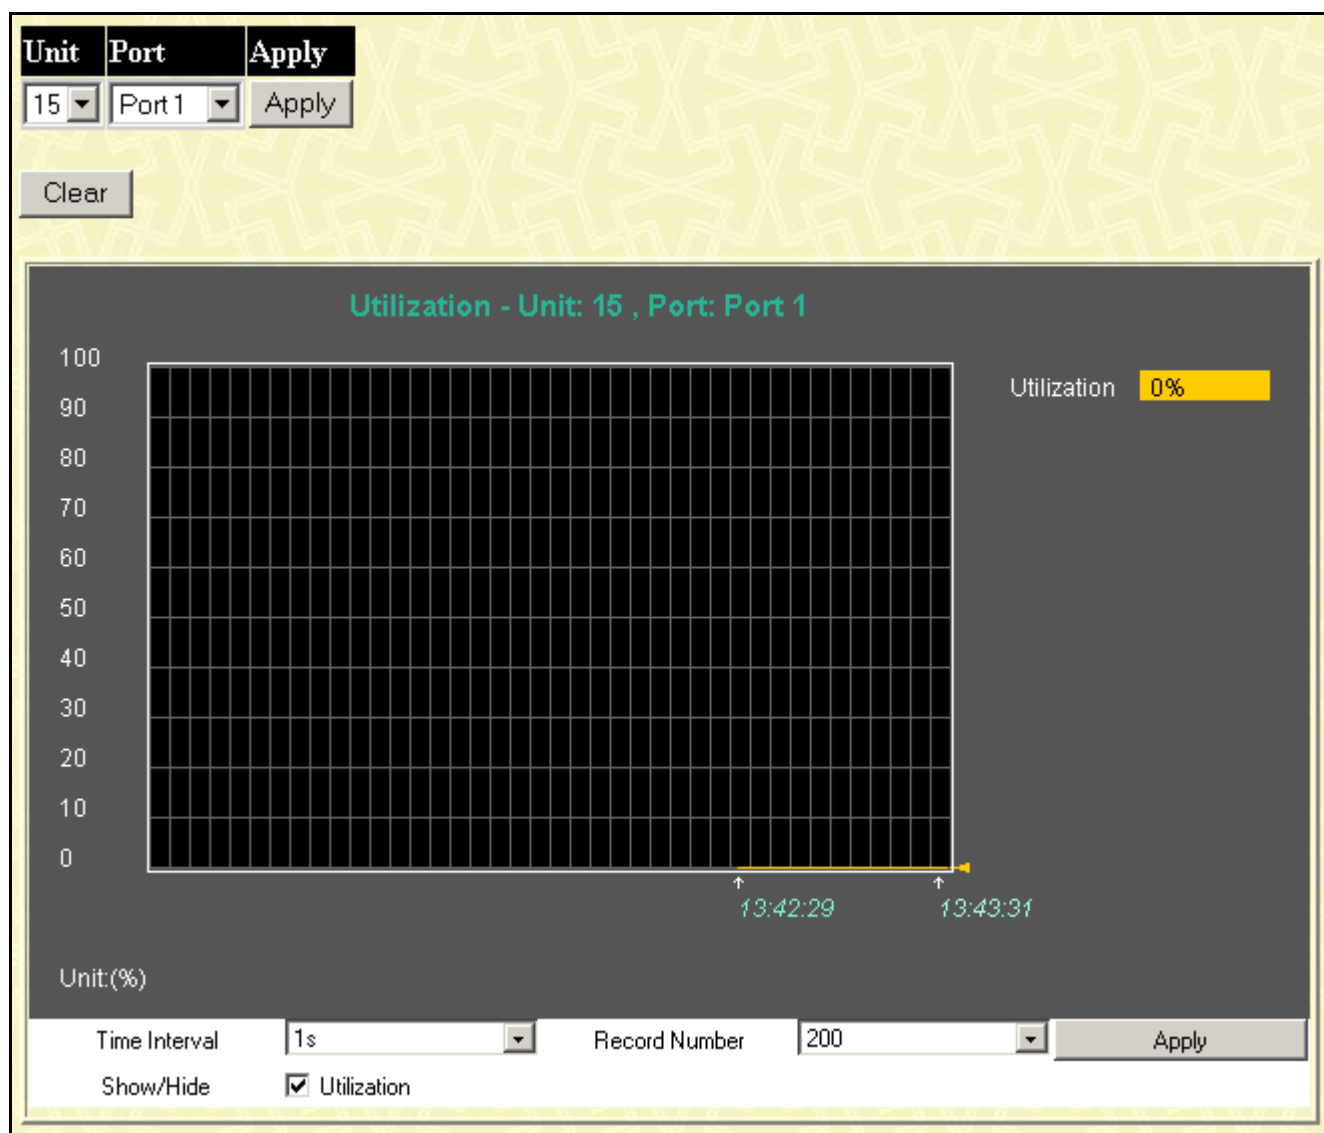 Unit Port Apply
15 Port 1 Apply
Clear
Utilization - Unit: 15 , Port: Port 1
100
Utilization 0%
90
80
70
60
50
40
30
20
10
0
13:42:29 13:43:31
Unit:(%)
Time Interval 1s Record Number 200 Apply
Show/Hide Utilization